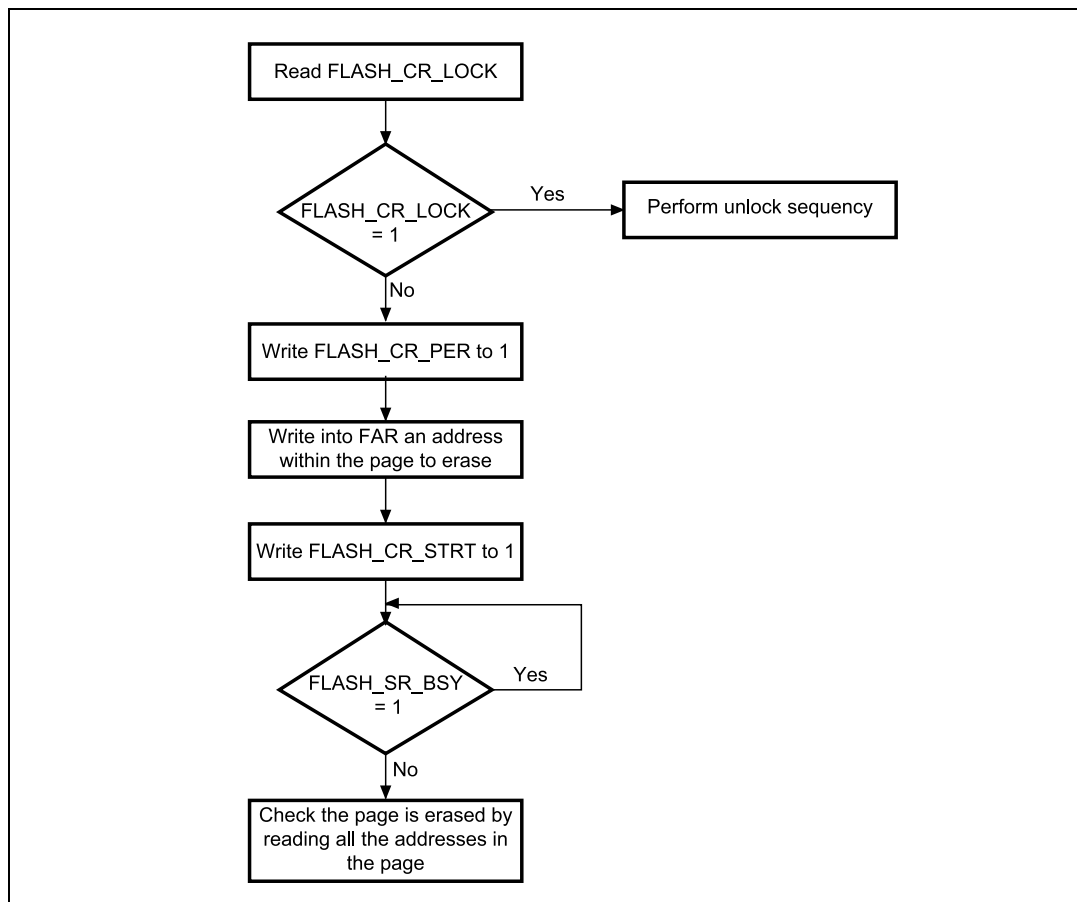 Read FLASH_CR_LOCK
FLASH_CR_LOCK
= 1
Yes
Perform unlock sequency
No
Write FLASH_CR_PER to 1
Write into FAR an address
within the page to erase
Write FLASH_CR_STRT to 1
FLASH_SR_BSY
= 1
Yes
No
Check the page is erased by
reading all the addresses in
the page